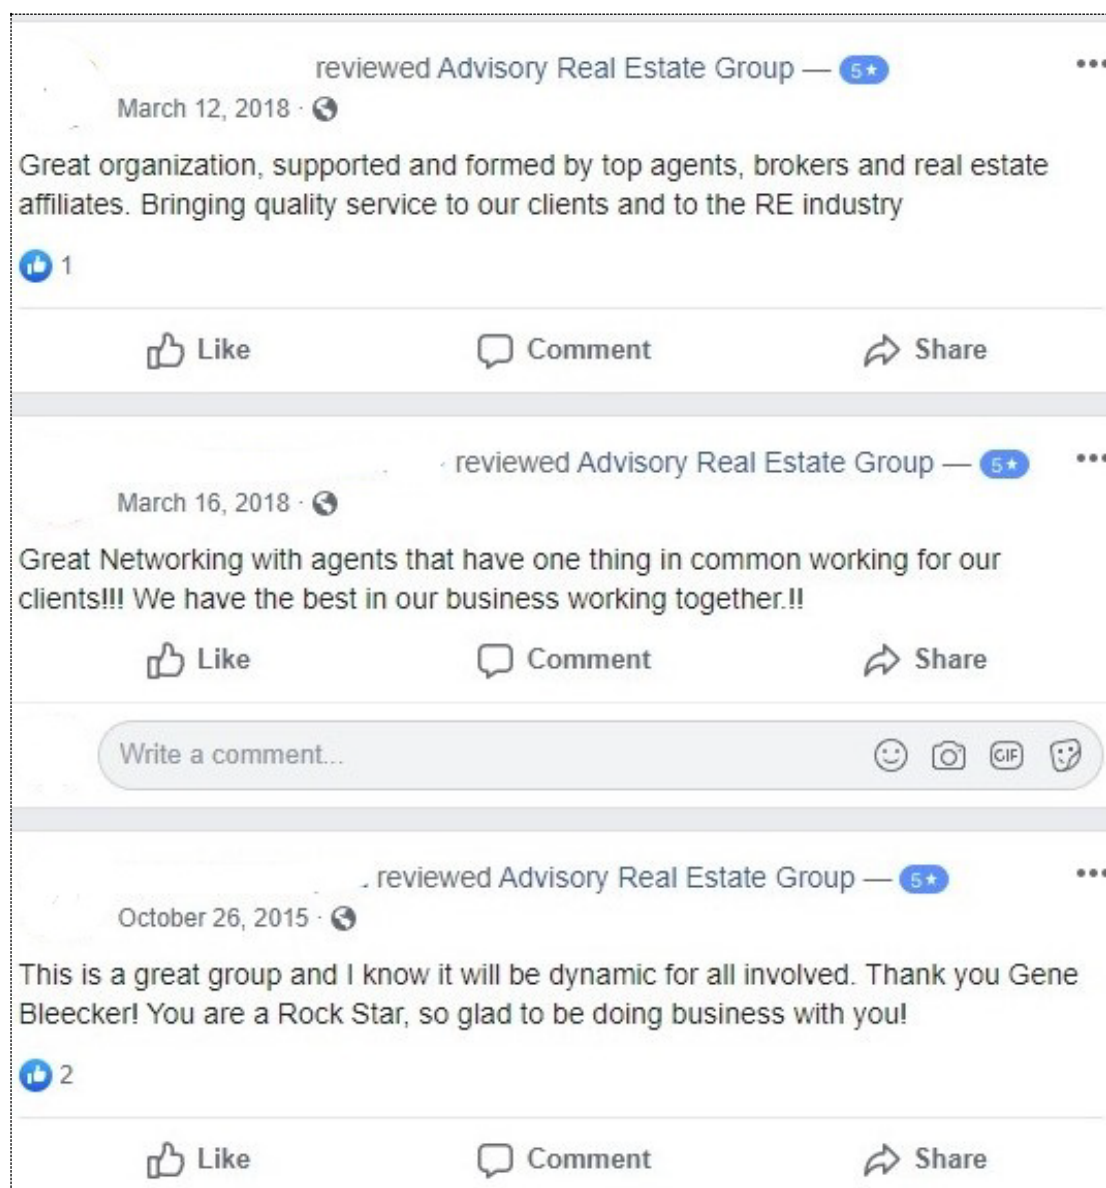 reviewed Advisory Real Estate Group — 5★
March 12, 2018 ·
Great organization, supported and formed by top agents, brokers and real estate
affiliates. Bringing quality service to our clients and to the RE industry
1
Like Comment Share
reviewed Advisory Real Estate Group — 5★
March 16, 2018 ·
Great Networking with agents that have one thing in common working for our
clients!!! We have the best in our business working together.!!
Like Comment Share
Write a comment...
GIF
reviewed Advisory Real Estate Group — 5★
October 26, 2015 ·
This is a great group and I know it will be dynamic for all involved. Thank you Gene
Bleecker! You are a Rock Star, so glad to be doing business with you!
2
Like Comment Share